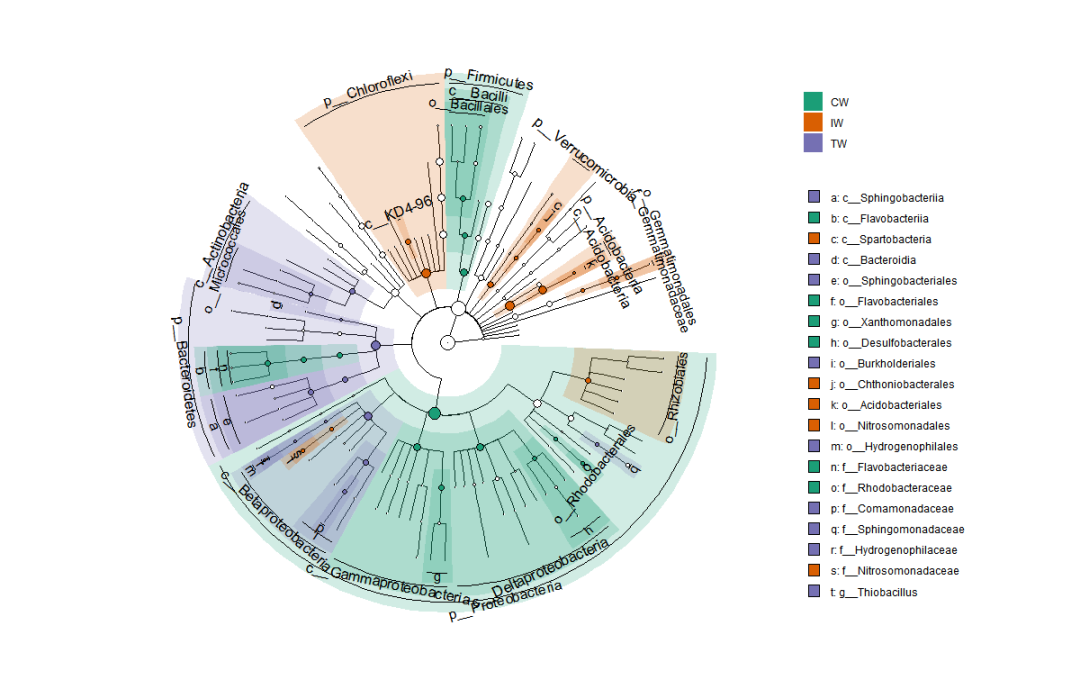 p__Chloroflexi
p__Firmicutes
c__Bacilli
o__Bacillales
p__Verrucomicrobia
c__KD4-96
o__Gemmatimonadales
f__Gemmatimonadaceae
p__Acidobacteria
c__Acidobacteria
j
k
c__Actinobacteria
o__Micrococcales
d
p__Bacteroidetes
b
f
n
a
e
m
r
t
l
s
c__Betaproteobacteria
i
p
c__Gammaproteobacteria
g
c__Deltaproteobacteria
p__Proteobacteria
h
o__Rhodobacterales
o
q
o__Rhizobiales
CW
IW
TW
a: c__Sphingobacteriia
b: c__Flavobacteriia
c: c__Spartobacteria
d: c__Bacteroidia
e: o__Sphingobacteriales
f: o__Flavobacteriales
g: o__Xanthomonadales
h: o__Desulfobacterales
i: o__Burkholderiales
j: o__Chthoniobacterales
k: o__Acidobacteriales
l: o__Nitrosomonadales
m: o__Hydrogenophilales
n: f__Flavobacteriaceae
o: f__Rhodobacteraceae
p: f__Comamonadaceae
q: f__Sphingomonadaceae
r: f__Hydrogenophilaceae
s: f__Nitrosomonadaceae
t: g__Thiobacillus